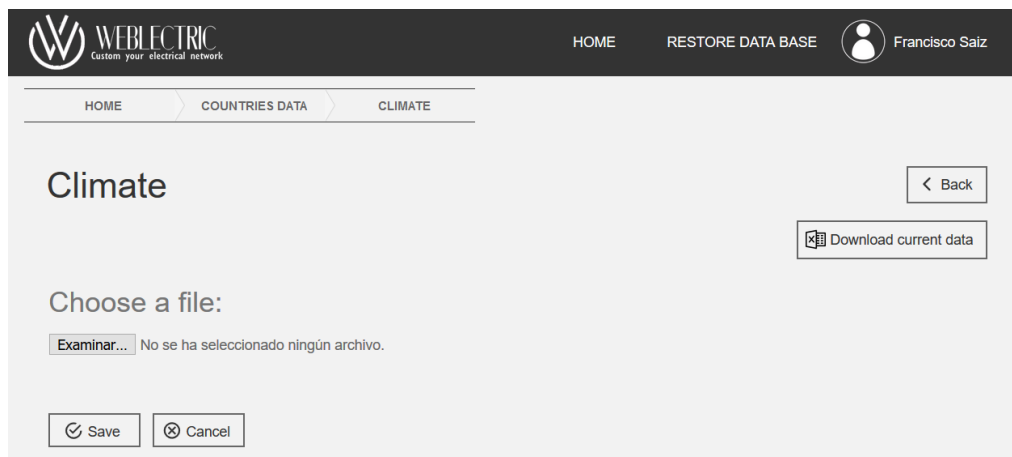 WEBLECTRIC
Custom your electrical network
HOME RESTORE DATA BASE Francisco Saiz
HOME COUNTRIES DATA CLIMATE
Climate
Back
Download current data
Choose a file:
Examinar... No se ha seleccionado ningún archivo.
Save Cancel